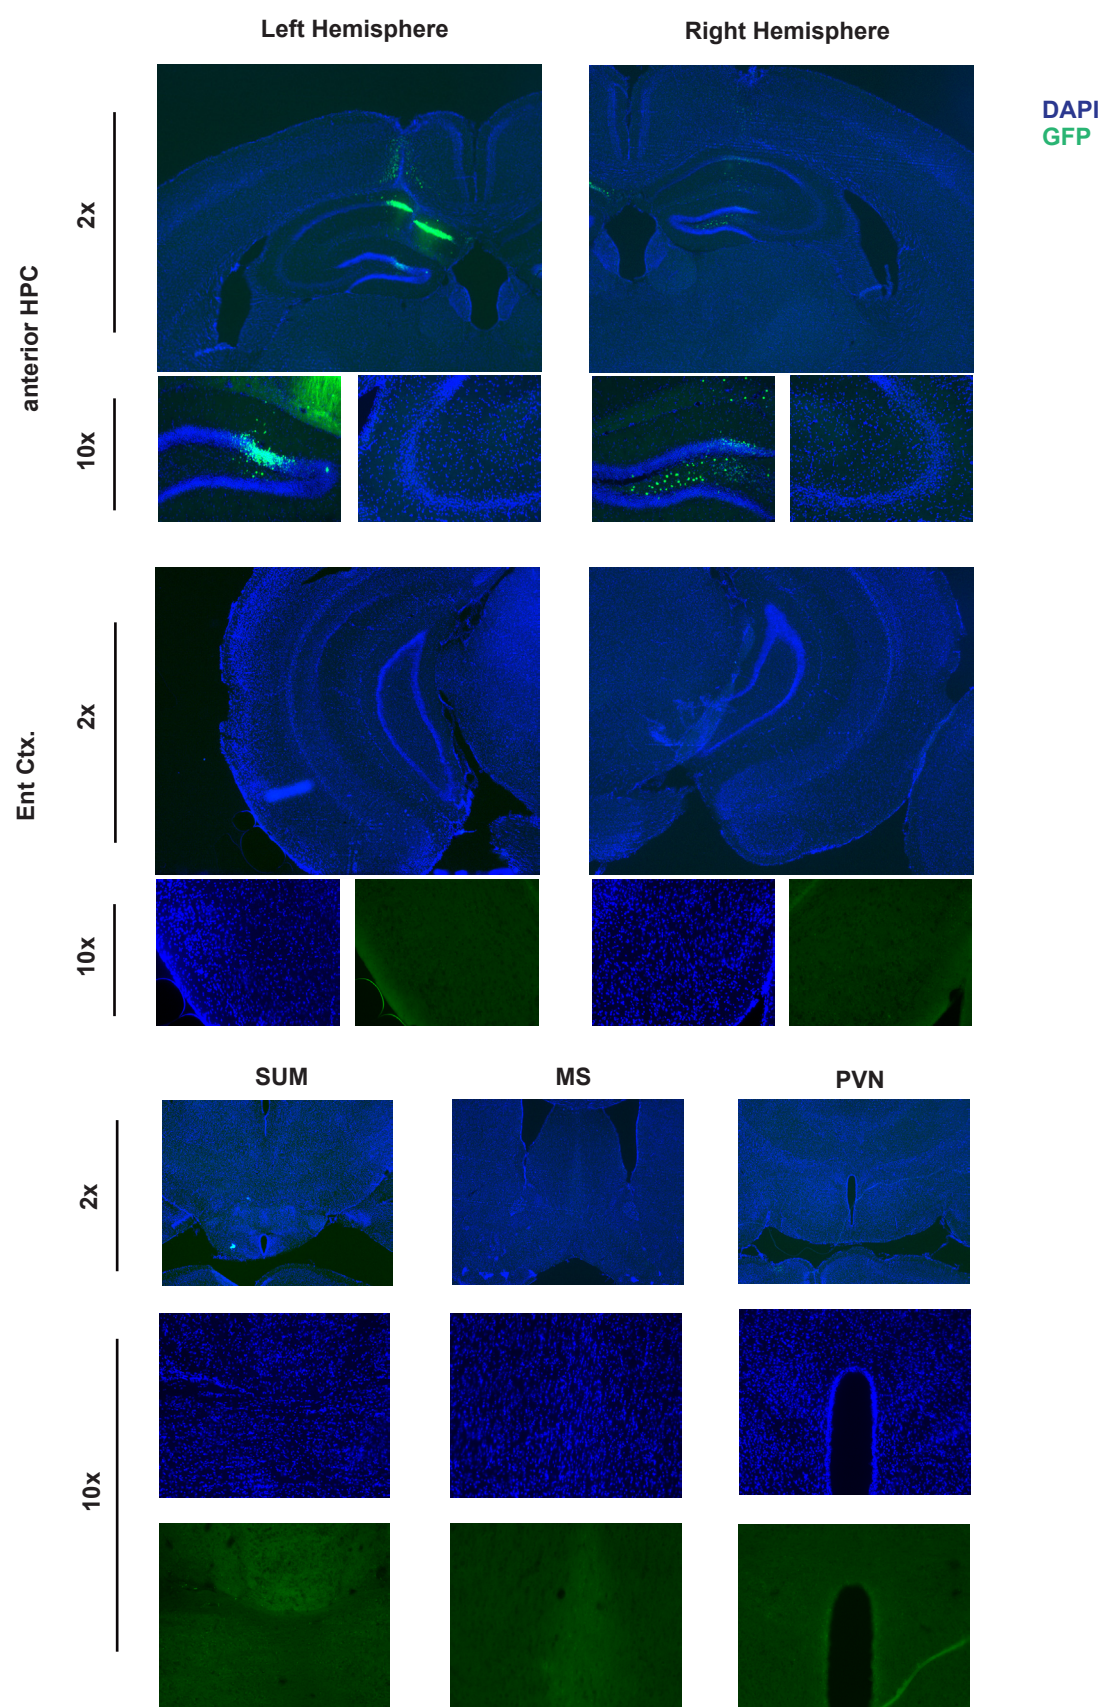 Left Hemisphere
Right Hemisphere
DAPI
GFP
anterior HPC
2x
10x
Ent Ctx.
2x
10x
SUM
MS
PVN
2x
10x